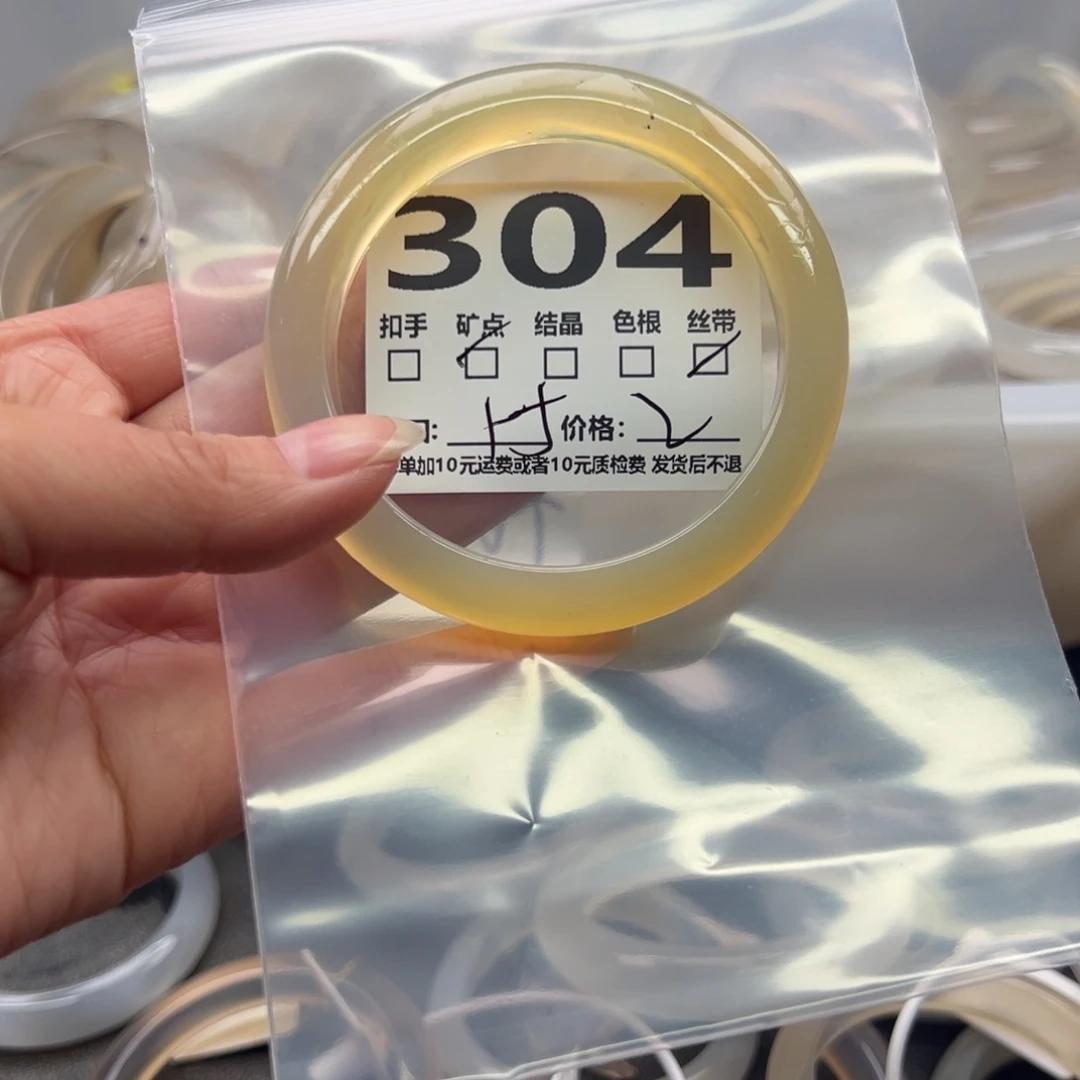 304
扣手 矿点 结晶 色根 丝带
口: 价格:
单加10元运费或者10元质检费 发货后不退